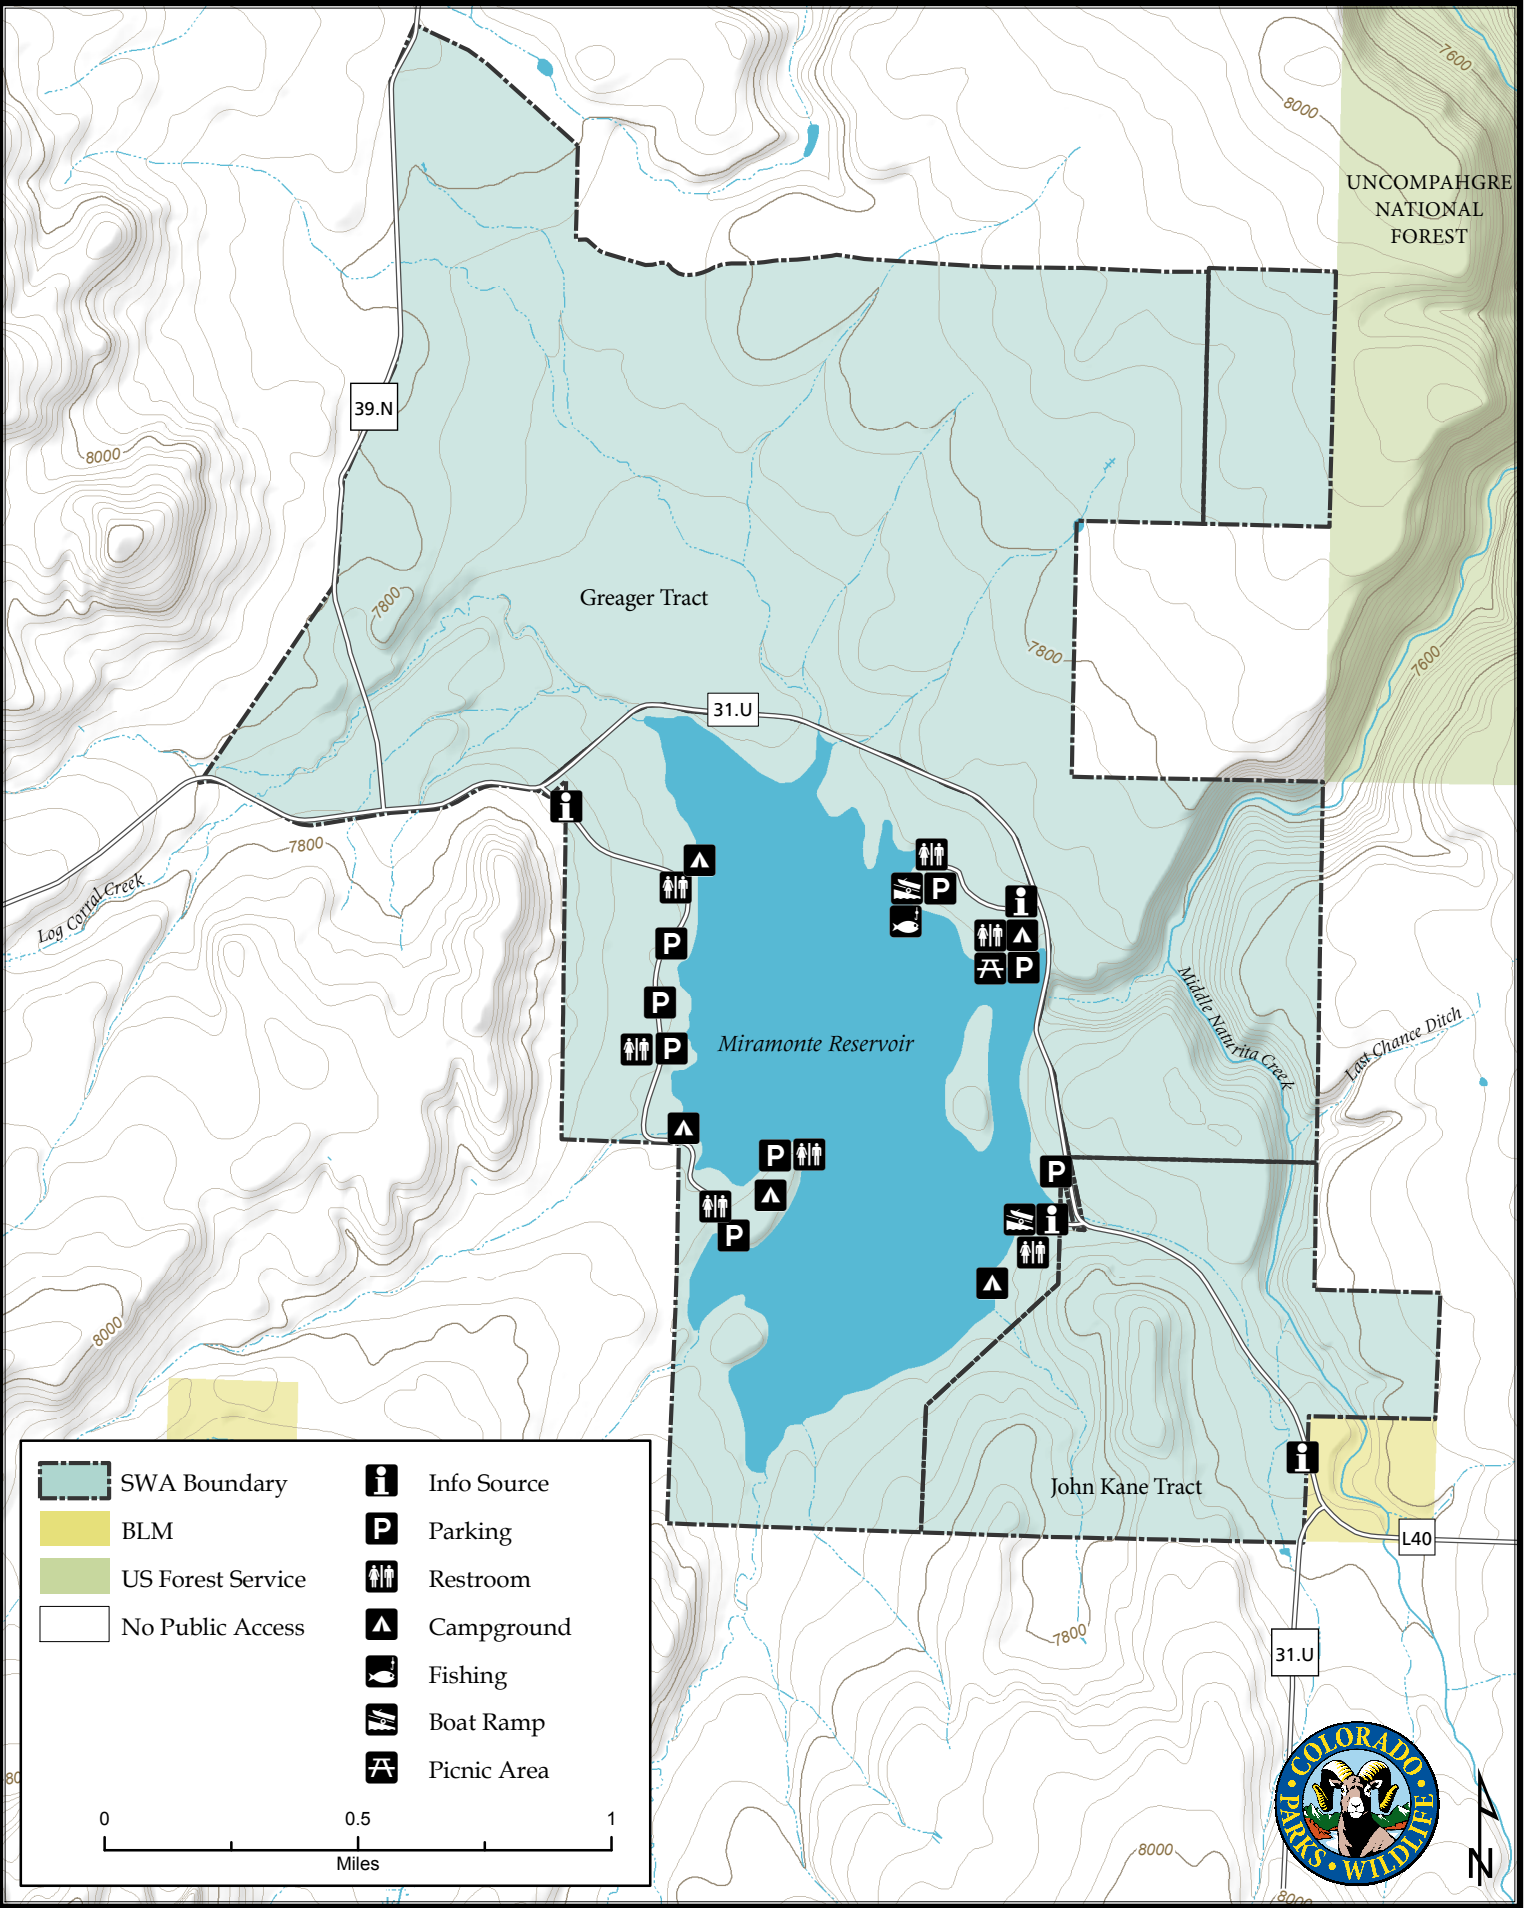 7600
8000
UNCOMPAHGRE
NATIONAL
FOREST
39.N
8000
7800
Greager Tract
7800
7600
31.U
7800
Log Corral Creek
Middle Naturita Creek
Last Chance Ditch
Miramonte Reservoir
P
P
P
P
P
P
P
P
P
8000
John Kane Tract
L40
7800
31.U
SWA Boundary
BLM
US Forest Service
No Public Access
Info Source
P Parking
Restroom
Campground
Fishing
Boat Ramp
Picnic Area
80
0 0.5 1
Miles
COLORADO
PARKS • WILDLIFE
N
8000
8000